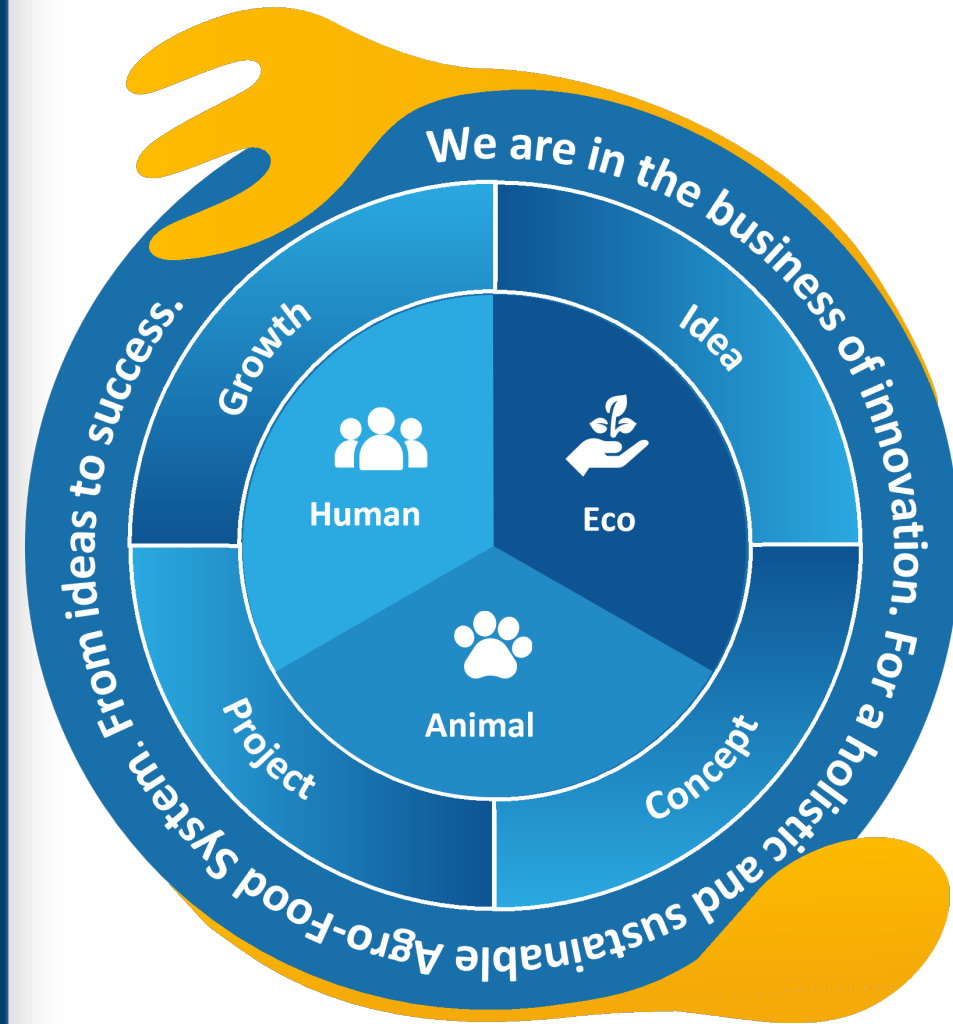 We are in the business of innovation. For a holistic and sustainable Agro-Food System. From ideas to success.
Growth
Idea
Human
Eco
Animal
Project
Concept